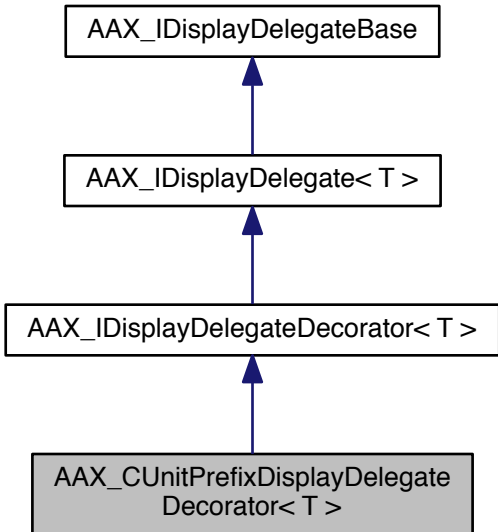 AAX_IDisplayDelegateBase
AAX_IDisplayDelegate< T >
AAX_IDisplayDelegateDecorator< T >
AAX_CUnitPrefixDisplayDelegate
Decorator< T >